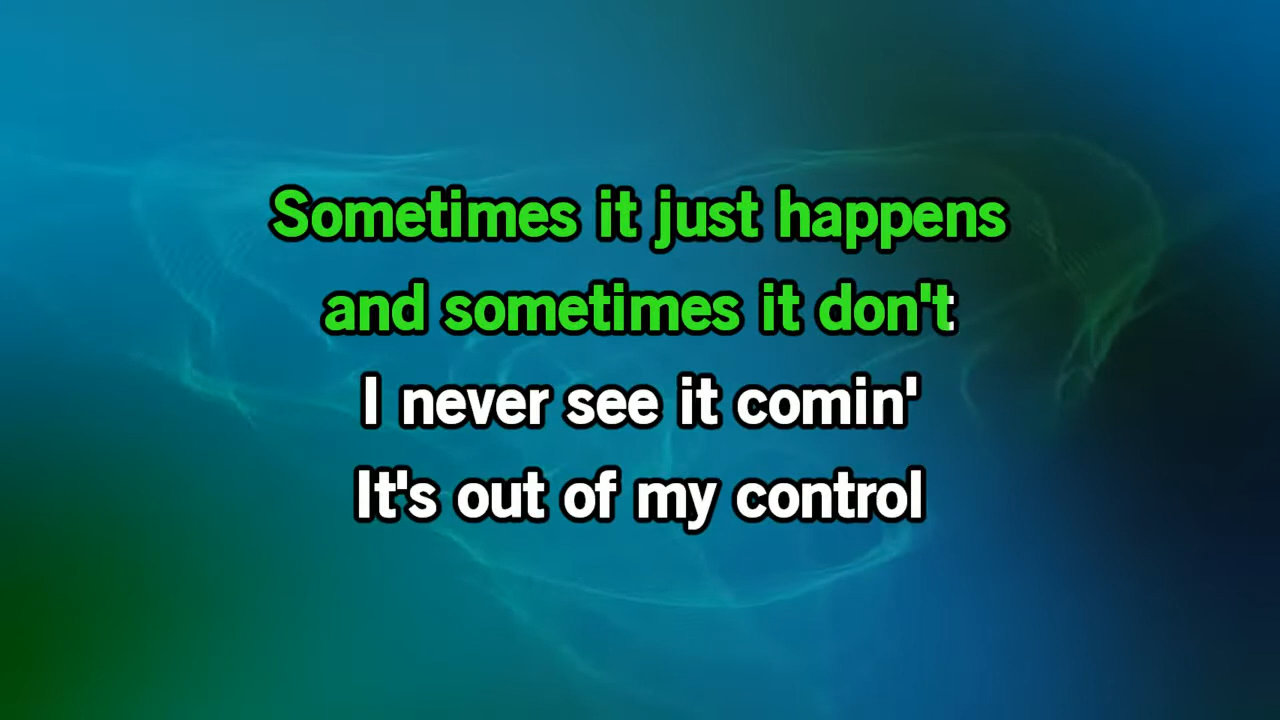 Sometimes it just happens
and sometimes it don't
I never see it comin'
It's out of my control